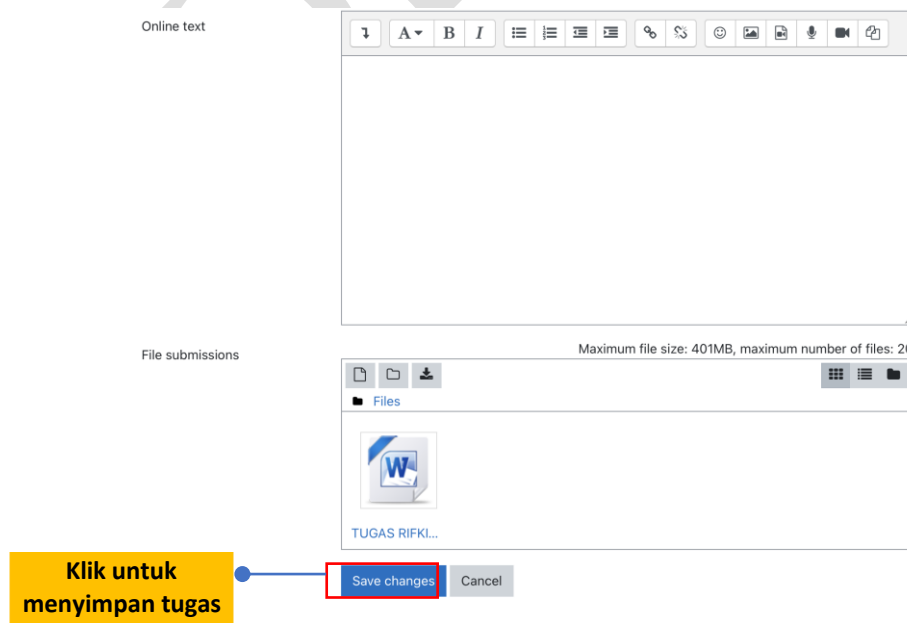 Online text
A B I
Maximum file size: 401MB, maximum number of files: 20
File submissions
Files
W
TUGAS RIFKI...
Klik untuk
menyimpan tugas
Save changes Cancel